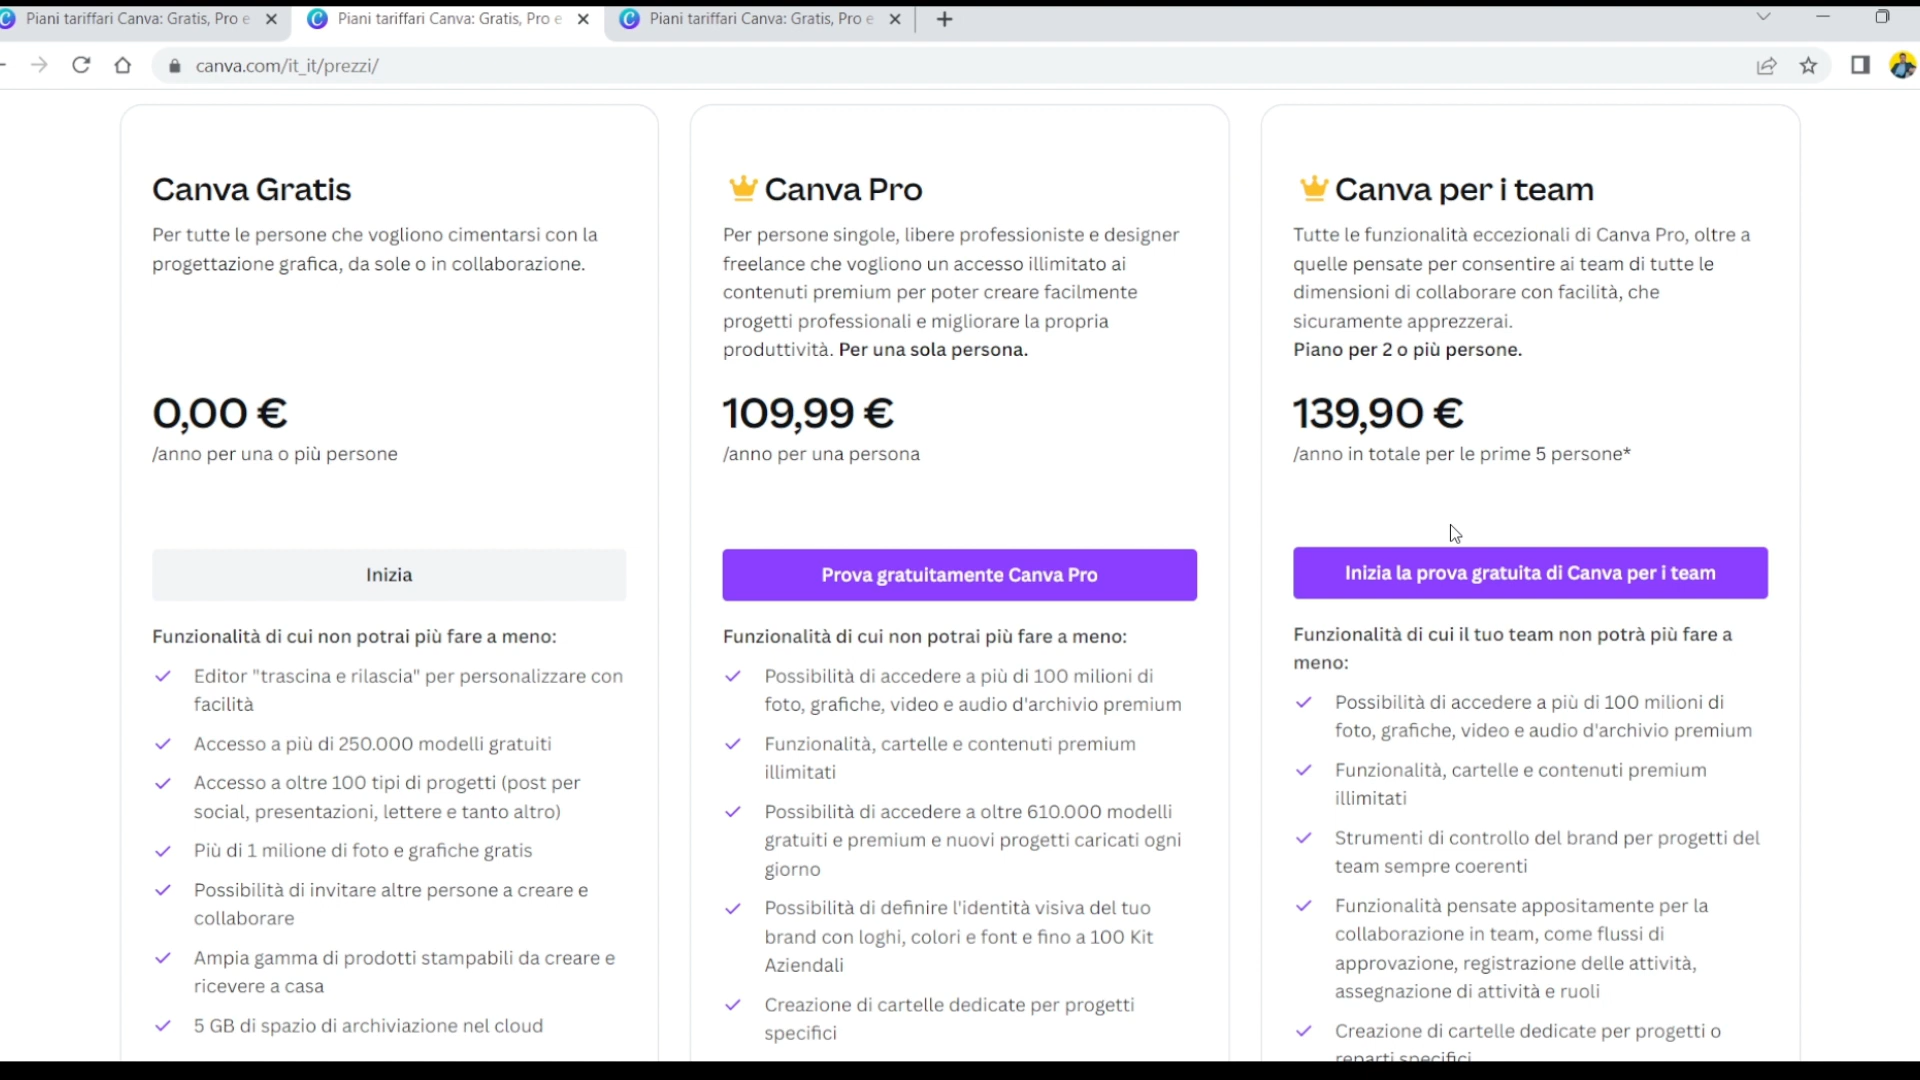 Piani tariffari Canva: Gratis, Pro e
Piani tariffari Canva: Gratis, Pro e
Piani tariffari Canva: Gratis, Pro e
canva.com/it_it/prezzi/
Canva Gratis
Per tutte le persone che vogliono cimentarsi con la
progettazione grafica, da sole o in collaborazione.
0,00 €
/anno per una o più persone
Inizia
Funzionalità di cui non potrai più fare a meno:
Editor "trascina e rilascia" per personalizzare con
facilità
Accesso a più di 250.000 modelli gratuiti
Accesso a oltre 100 tipi di progetti (post per
social, presentazioni, lettere e tanto altro)
Più di 1 milione di foto e grafiche gratis
Possibilità di invitare altre persone a creare e
collaborare
Ampia gamma di prodotti stampabili da creare e
ricevere a casa
5 GB di spazio di archiviazione nel cloud
Canva Pro
Per persone singole, libere professioniste e designer
freelance che vogliono un accesso illimitato ai
contenuti premium per poter creare facilmente
progetti professionali e migliorare la propria
produttività. Per una sola persona.
109,99 €
/anno per una persona
Prova gratuitamente Canva Pro
Funzionalità di cui non potrai più fare a meno:
Possibilità di accedere a più di 100 milioni di
foto, grafiche, video e audio d'archivio premium
Funzionalità, cartelle e contenuti premium
illimitati
Possibilità di accedere a oltre 610.000 modelli
gratuiti e premium e nuovi progetti caricati ogni
giorno
Possibilità di definire l'identità visiva del tuo
brand con loghi, colori e font e fino a 100 Kit
Aziendali
Creazione di cartelle dedicate per progetti
specifici
Canva per i team
Tutte le funzionalità eccezionali di Canva Pro, oltre a
quelle pensate per consentire ai team di tutte le
dimensioni di collaborare con facilità, che
sicuramente apprezzerai.
Piano per 2 o più persone.
139,90 €
/anno in totale per le prime 5 persone*
Inizia la prova gratuita di Canva per i team
Funzionalità di cui il tuo team non potrà più fare a
meno:
Possibilità di accedere a più di 100 milioni di
foto, grafiche, video e audio d'archivio premium
Funzionalità, cartelle e contenuti premium
illimitati
Strumenti di controllo del brand per progetti del
team sempre coerenti
Funzionalità pensate appositamente per la
collaborazione in team, come flussi di
approvazione, registrazione delle attività,
assegnazione di attività e ruoli
Creazione di cartelle dedicate per progetti o
reparti specifici